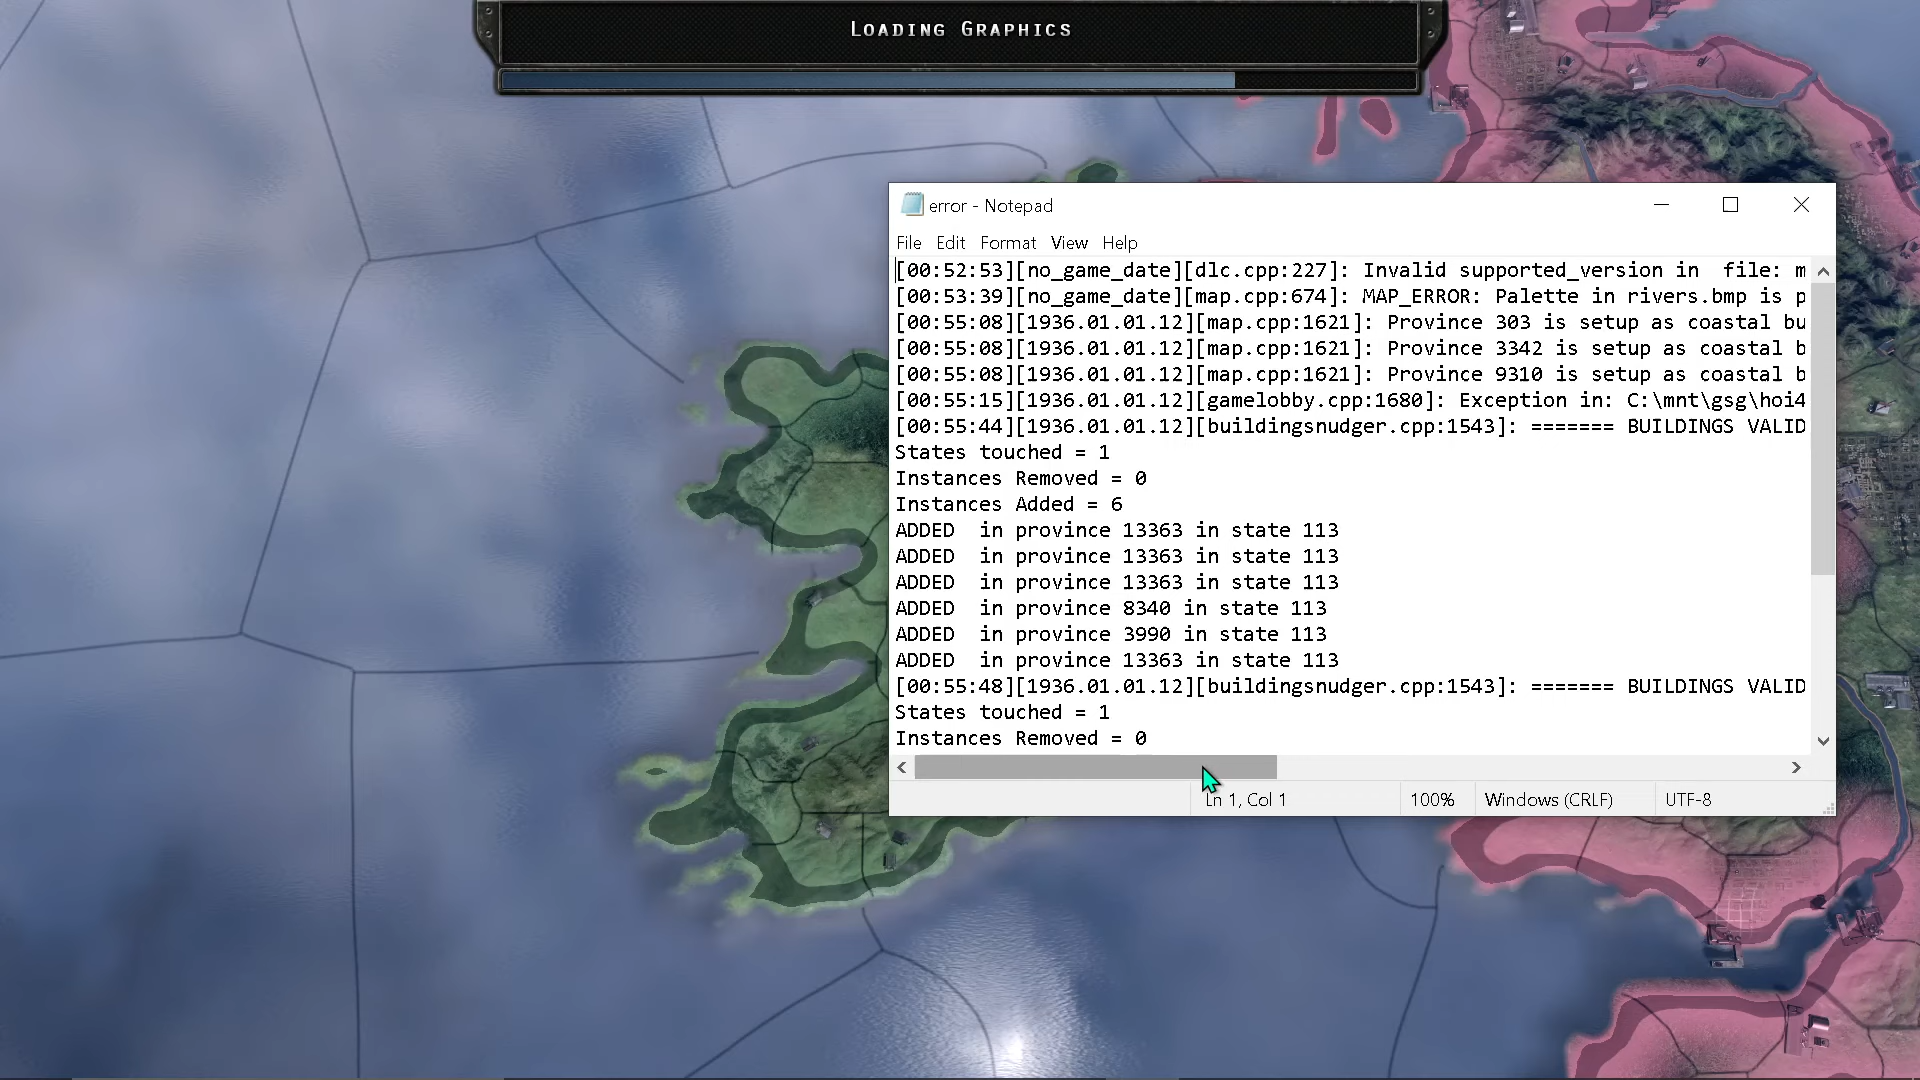 LOADING GRAPHICS
error - Notepad
File Edit Format View Help
[00:52:53][no_game_date][dlc.cpp:227]: Invalid supported_version in  file: m
[00:53:39][no_game_date][map.cpp:674]: MAP_ERROR: Palette in rivers.bmp is p
[00:55:08][1936.01.01.12][map.cpp:1621]: Province 303 is setup as coastal bu
[00:55:08][1936.01.01.12][map.cpp:1621]: Province 3342 is setup as coastal b
[00:55:08][1936.01.01.12][map.cpp:1621]: Province 9310 is setup as coastal b
[00:55:15][1936.01.01.12][gamelobby.cpp:1680]: Exception in: C:\mnt\gsg\hoi4
[00:55:44][1936.01.01.12][buildingsnudger.cpp:1543]: ======= BUILDINGS VALID
States touched = 1
Instances Removed = 0
Instances Added = 6
ADDED  in province 13363 in state 113
ADDED  in province 13363 in state 113
ADDED  in province 13363 in state 113
ADDED  in province 8340 in state 113
ADDED  in province 3990 in state 113
ADDED  in province 13363 in state 113
[00:55:48][1936.01.01.12][buildingsnudger.cpp:1543]: ======= BUILDINGS VALID
States touched = 1
Instances Removed = 0
Ln 1, Col 1 100% Windows (CRLF) UTF-8